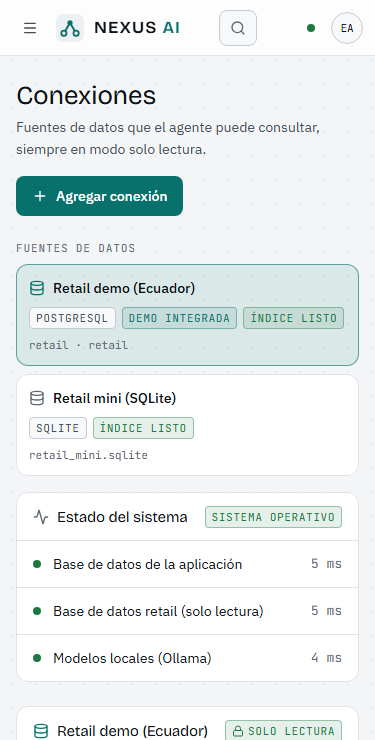 NEXUS AI
EA
Conexiones
Fuentes de datos que el agente puede consultar,
siempre en modo solo lectura.
Agregar conexión
FUENTES DE DATOS
Retail demo (Ecuador)
POSTGRESQL DEMO INTEGRADA ÍNDICE LISTO
retail · retail
Retail mini (SQLite)
SQLITE ÍNDICE LISTO
retail_mini.sqlite
Estado del sistema SISTEMA OPERATIVO
Base de datos de la aplicación 5 ms
Base de datos retail (solo lectura) 5 ms
Modelos locales (Ollama) 4 ms
Retail demo (Ecuador) SOLO LECTURA